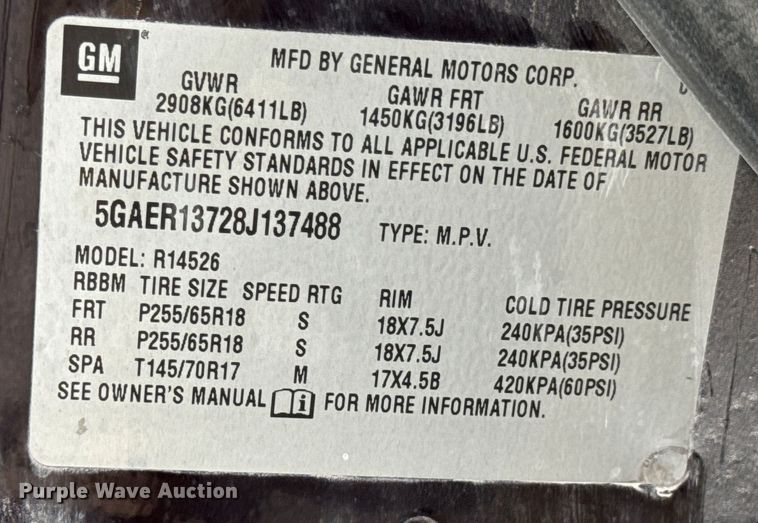 GM
MFD BY GENERAL MOTORS CORP.
GVWR GAWR FRT GAWR RR
2908KG(6411LB) 1450KG(3196LB) 1600KG(3527LB)
THIS VEHICLE CONFORMS TO ALL APPLICABLE U.S. FEDERAL MOTOR
VEHICLE SAFETY STANDARDS IN EFFECT ON THE DATE OF
MANUFACTURE SHOWN ABOVE.
5GAER13728J137488 TYPE: M.P.V.
MODEL: R14526
RBBM TIRE SIZE SPEED RTG RIM COLD TIRE PRESSURE
FRT P255/65R18 S 18X7.5J 240KPA(35PSI)
RR P255/65R18 S 18X7.5J 240KPA(35PSI)
SPA T145/70R17 M 17X4.5B 420KPA(60PSI)
SEE OWNER'S MANUAL i FOR MORE INFORMATION.
Purple Wave Auction